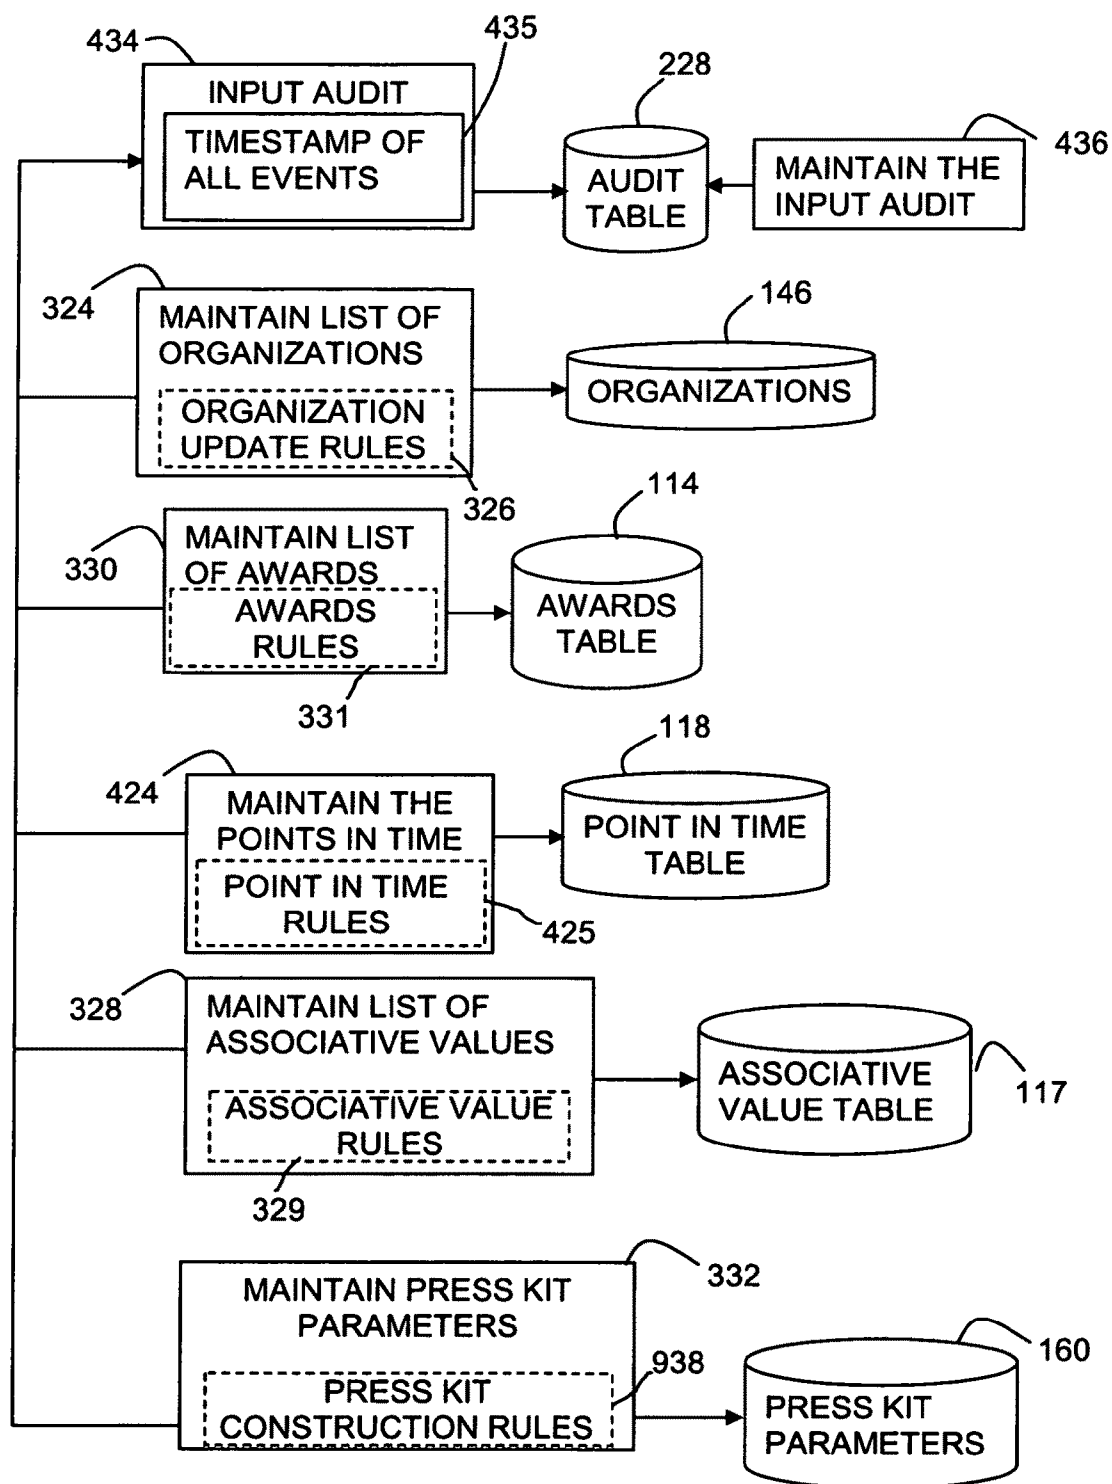 434
435
INPUT AUDIT
TIMESTAMP OF
ALL EVENTS
228
AUDIT
TABLE
436
MAINTAIN THE
INPUT AUDIT
324
MAINTAIN LIST OF
ORGANIZATIONS
ORGANIZATION
UPDATE RULES
326
146
ORGANIZATIONS
330
MAINTAIN LIST
OF AWARDS
AWARDS
RULES
331
114
AWARDS
TABLE
424
MAINTAIN THE
POINTS IN TIME
POINT IN TIME
RULES
425
118
POINT IN TIME
TABLE
328
MAINTAIN LIST OF
ASSOCIATIVE VALUES
ASSOCIATIVE VALUE
RULES
329
ASSOCIATIVE
VALUE TABLE
117
332
MAINTAIN PRESS KIT
PARAMETERS
PRESS KIT
CONSTRUCTION RULES
938
160
PRESS KIT
PARAMETERS